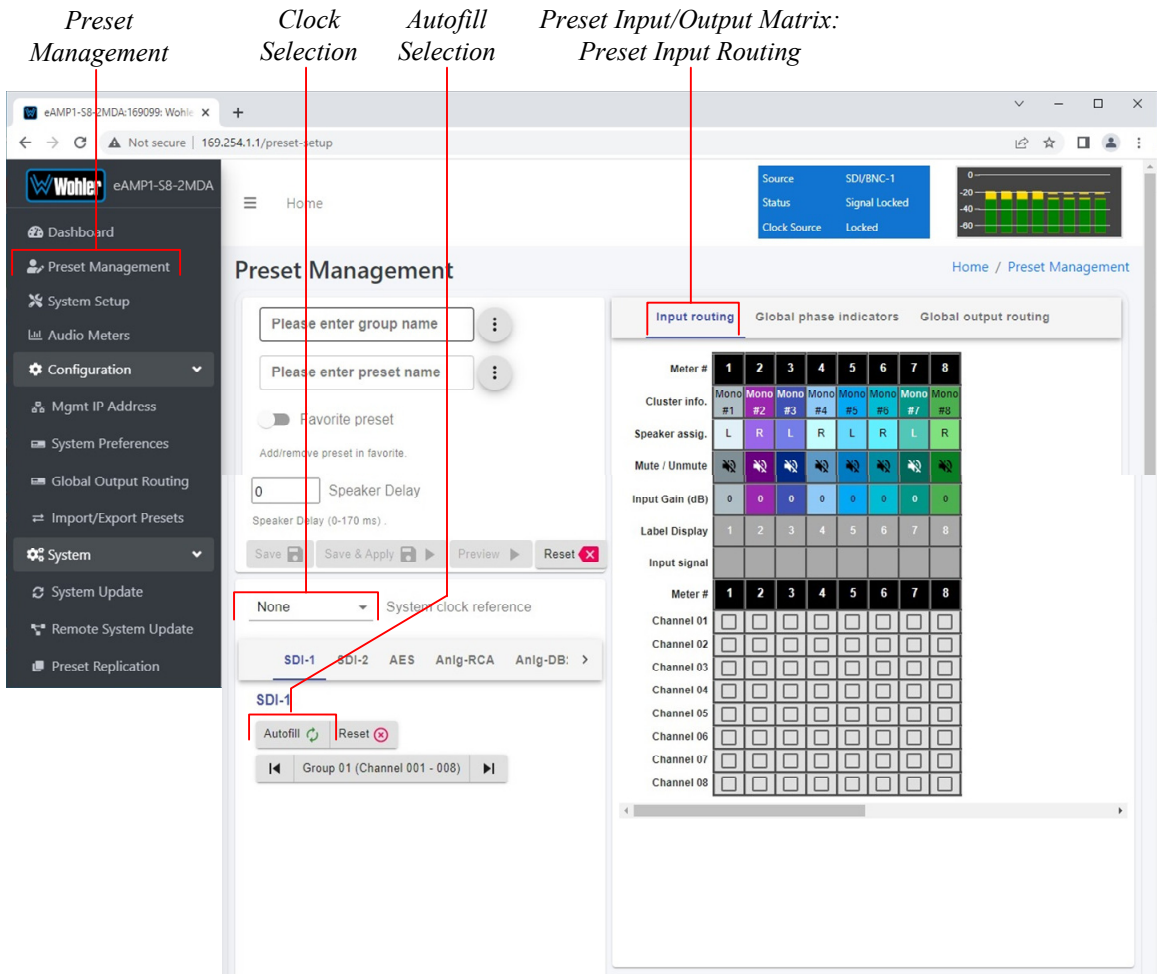 Preset
Management
Clock
Selection
Autofill
Selection
Preset Input/Output Matrix:
Preset Input Routing
eAMP1-S8-2MDA:169099: Wohle
Not secure | 169.254.1.1/preset-setup
Wohler eAMP1-S8-2MDA
Dashboard
Preset Management
System Setup
Audio Meters
Configuration
Mgmt IP Address
System Preferences
Global Output Routing
Import/Export Presets
System
System Update
Remote System Update
Preset Replication
Home
Source SDI/BNC-1
Status Signal Locked
Clock Source Locked
0
-20
-40
-60
Preset Management
Home / Preset Management
Please enter group name
Please enter preset name
Favorite preset
Add/remove preset in favorite.
0 Speaker Delay
Speaker Delay (0-170 ms) .
Save Save & Apply Preview Reset
None System clock reference
SDI-1 SDI-2 AES Anlg-RCA Anlg-DB:
SDI-1
Autofill Reset
Group 01 (Channel 001 - 008)
Input routing Global phase indicators Global output routing
Meter # 1 2 3 4 5 6 7 8
Cluster info. Mono #1 Mono #2 Mono #3 Mono #4 Mono #5 Mono #6 Mono #7 Mono #8
Speaker assig. L R L R L R L R
Mute / Unmute
Input Gain (dB) 0 0 0 0 0 0 0 0
Label Display 1 2 3 4 5 6 7 8
Input signal
Meter # 1 2 3 4 5 6 7 8
Channel 01
Channel 02
Channel 03
Channel 04
Channel 05
Channel 06
Channel 07
Channel 08